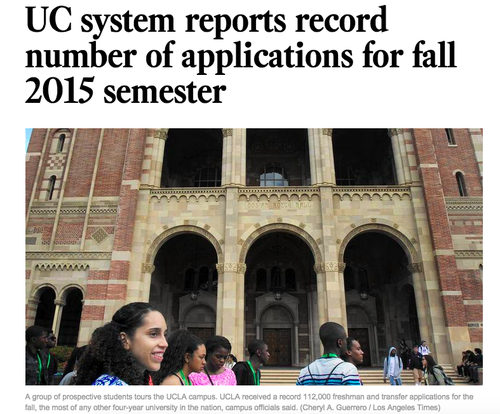 UC system reports record
number of applications for fall
2015 semester
A group of prospective students tours the UCLA campus. UCLA received a record 112,000 freshman and transfer applications for the
fall, the most of any other four-year university in the nation, campus officials said. (Cheryl A. Guerrero / Los Angeles Times)